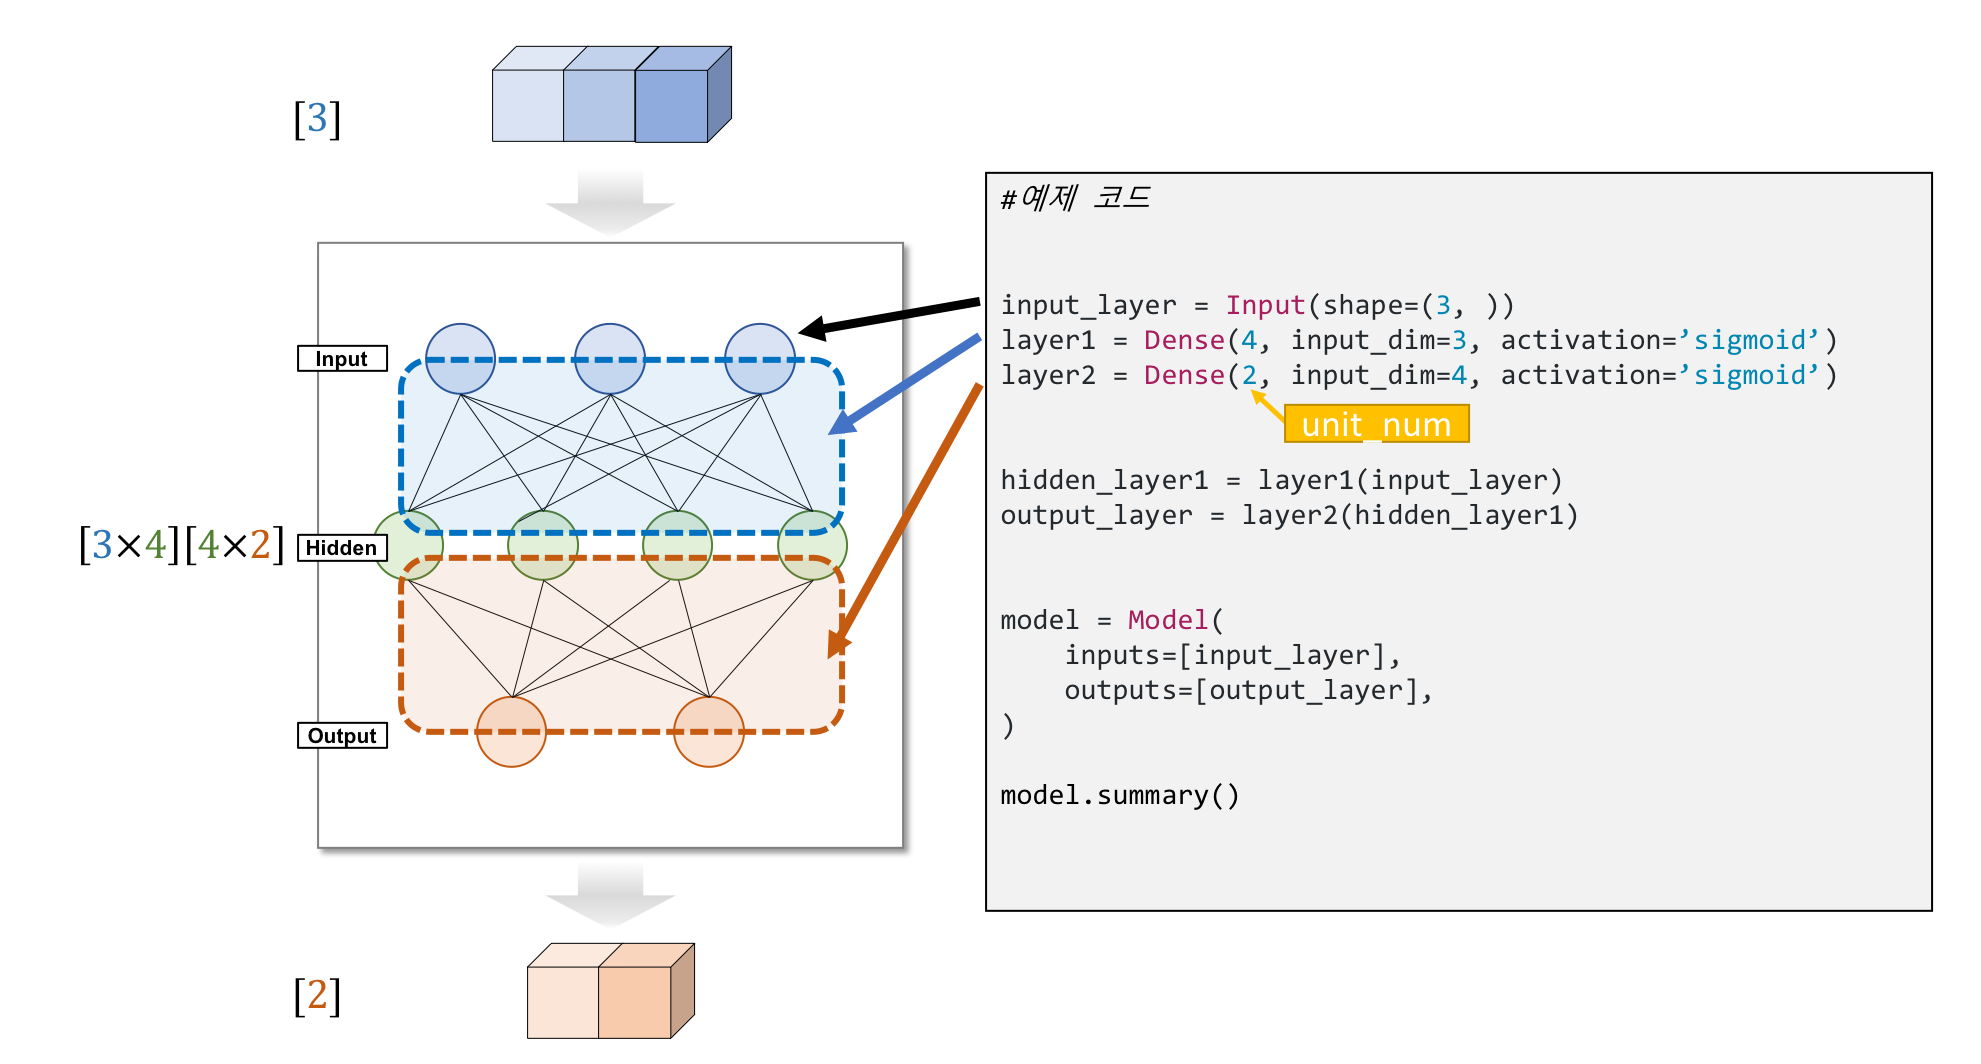 [3]
Input
[3×4][4×2]
Hidden
Output
[2]
#예제 코드
input_layer = Input(shape=(3, ))
layer1 = Dense(4, input_dim=3, activation=’sigmoid’)
layer2 = Dense(2, input_dim=4, activation=’sigmoid’)
unit_num
hidden_layer1 = layer1(input_layer)
output_layer = layer2(hidden_layer1)
model = Model(
    inputs=[input_layer],
    outputs=[output_layer],
)
model.summary()